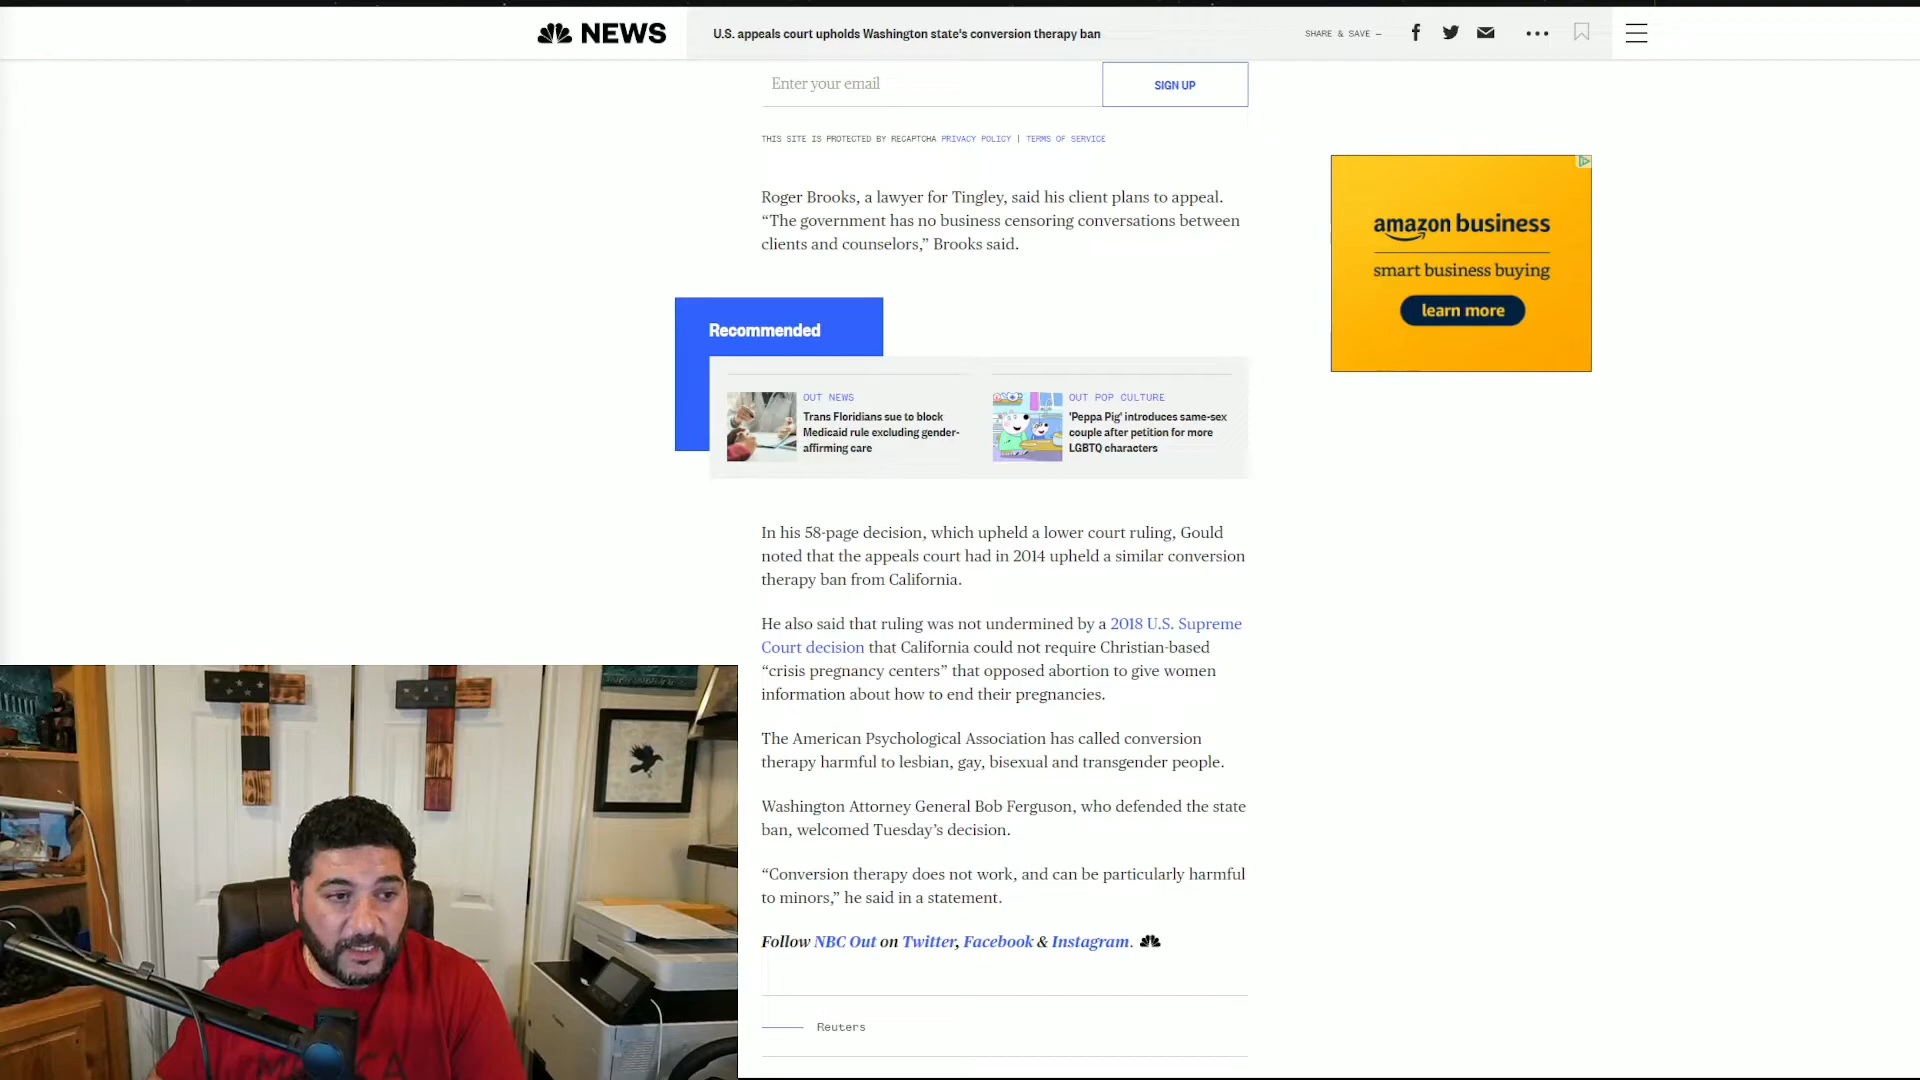 NEWS
U.S. appeals court upholds Washington state's conversion therapy ban
SHARE & SAVE —
Enter your email
SIGN UP
THIS SITE IS PROTECTED BY RECAPTCHA PRIVACY POLICY | TERMS OF SERVICE
Roger Brooks, a lawyer for Tingley, said his client plans to appeal.
“The government has no business censoring conversations between
clients and counselors,” Brooks said.
amazon business
smart business buying
learn more
Recommended
OUT NEWS
Trans Floridians sue to block
Medicaid rule excluding gender-
affirming care
OUT POP CULTURE
'Peppa Pig' introduces same-sex
couple after petition for more
LGBTQ characters
In his 58-page decision, which upheld a lower court ruling, Gould
noted that the appeals court had in 2014 upheld a similar conversion
therapy ban from California.
He also said that ruling was not undermined by a 2018 U.S. Supreme
Court decision that California could not require Christian-based
“crisis pregnancy centers” that opposed abortion to give women
information about how to end their pregnancies.
The American Psychological Association has called conversion
therapy harmful to lesbian, gay, bisexual and transgender people.
Washington Attorney General Bob Ferguson, who defended the state
ban, welcomed Tuesday’s decision.
“Conversion therapy does not work, and can be particularly harmful
to minors,” he said in a statement.
Follow NBC Out on Twitter, Facebook & Instagram.
Reuters